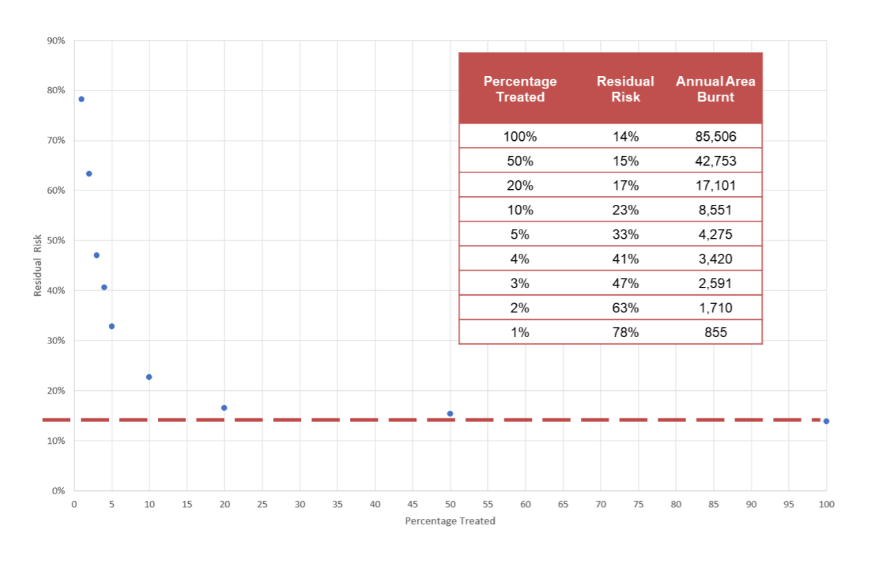 90%
80%
70%
60%
50%
40%
30%
20%
10%
0%
Residual Risk
0 5 10 15 20 25 30 35 40 45 50 55 60 65 70 75 80 85 90 95 100
Percentage Treated
Percentage Treated Residual Risk Annual Area Burnt
100% 14% 85,506
50% 15% 42,753
20% 17% 17,101
10% 23% 8,551
5% 33% 4,275
4% 41% 3,420
3% 47% 2,591
2% 63% 1,710
1% 78% 855